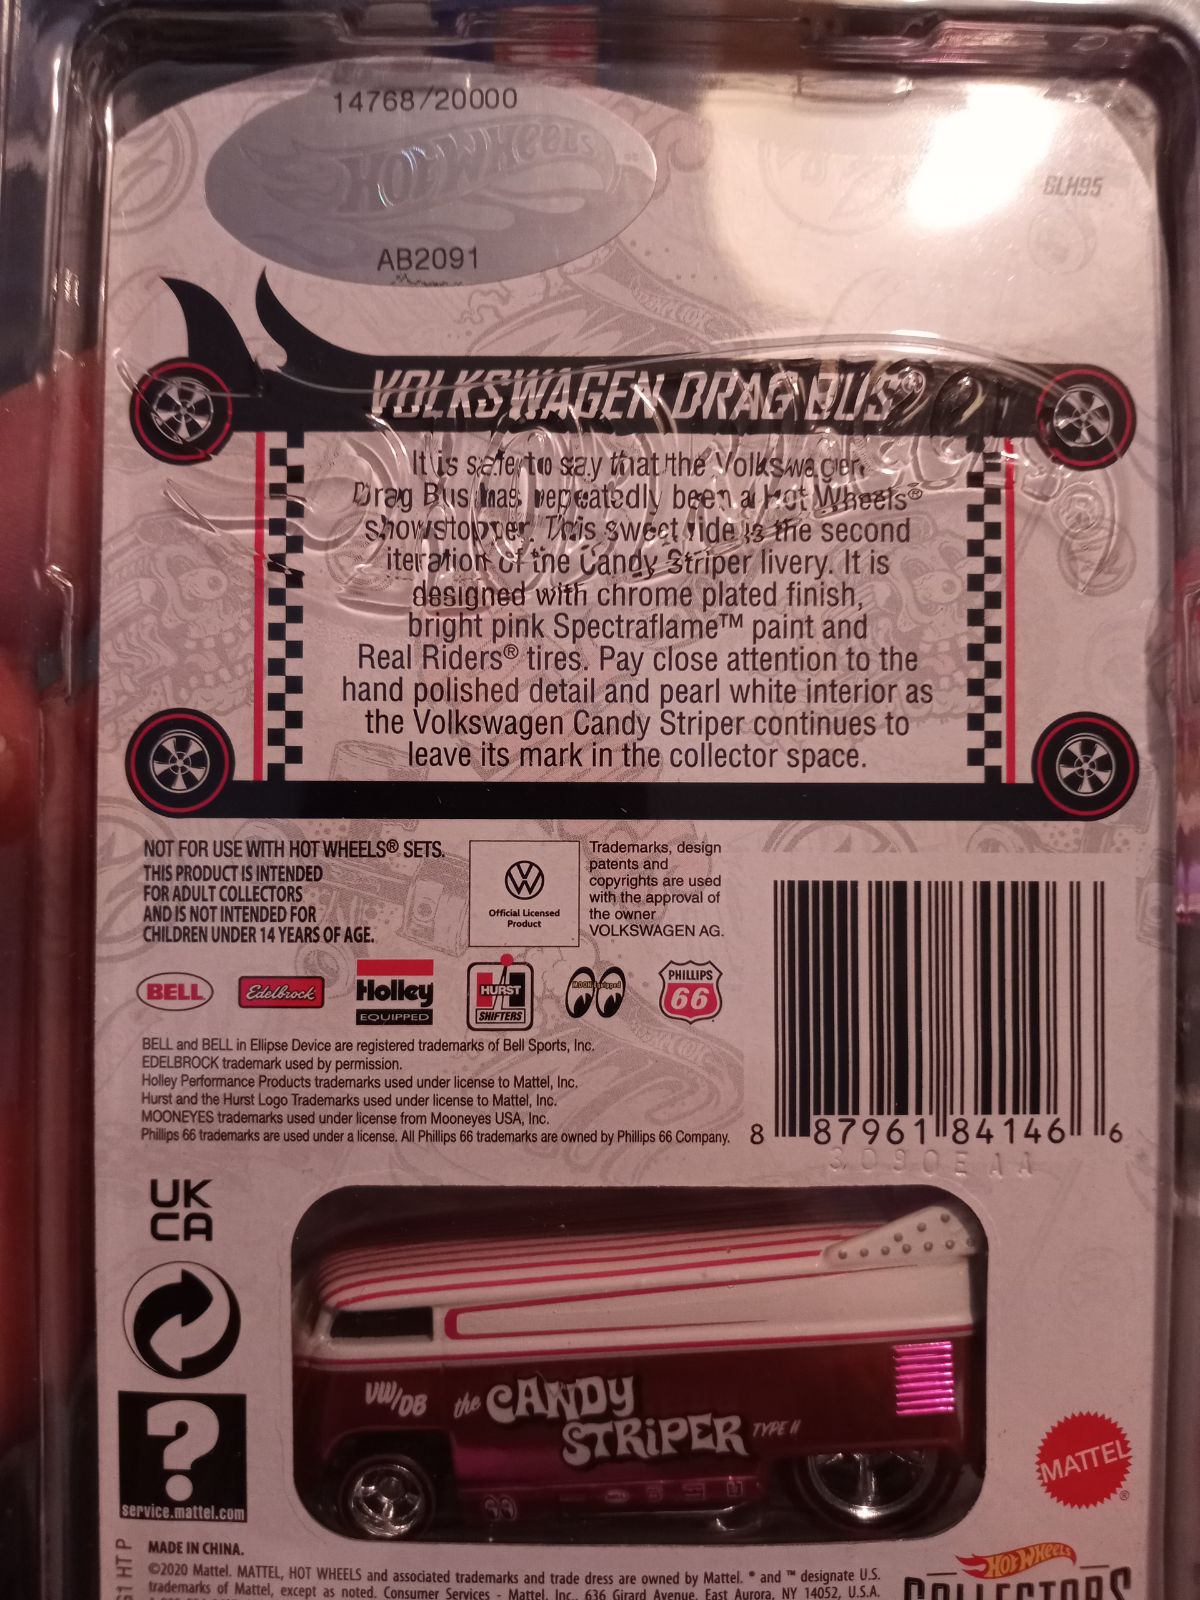 14768/20000
HOT WHEELS
AB2091
GLH95
VOLKSWAGEN DRAG BUS®
It is safe to say that the Volkswagen
Drag Bus has repeatedly been a Hot Wheels®
showstopper. This sweet ride is the second
iteration of the Candy Striper livery. It is
designed with chrome plated finish,
bright pink Spectraflame™ paint and
Real Riders® tires. Pay close attention to the
hand polished detail and pearl white interior as
the Volkswagen Candy Striper continues to
leave its mark in the collector space.
NOT FOR USE WITH HOT WHEELS® SETS.
THIS PRODUCT IS INTENDED
FOR ADULT COLLECTORS
AND IS NOT INTENDED FOR
CHILDREN UNDER 14 YEARS OF AGE.
Official Licensed
Product
Trademarks, design
patents and
copyrights are used
with the approval of
the owner
VOLKSWAGEN AG.
BELL
Edelbrock
Holley
EQUIPPED
HURST
SHIFTERS
MOON Equipped
PHILLIPS
66
BELL and BELL in Ellipse Device are registered trademarks of Bell Sports, Inc.
EDELBROCK trademark used by permission.
Holley Performance Products trademarks used under license to Mattel, Inc.
Hurst and the Hurst Logo Trademarks used under license to Mattel, Inc.
MOONEYES trademarks used under license from Mooneyes USA, Inc.
Phillips 66 trademarks are used under a license. All Phillips 66 trademarks are owned by Phillips 66 Company.
8 87961 84146 6
3090EAA
UK
CA
VW/DB
the CANDY
STRIPER TYPE II
service.mattel.com
MATTEL®
MADE IN CHINA.
©2020 Mattel. MATTEL, HOT WHEELS and associated trademarks and trade dress are owned by Mattel. ® and ™ designate U.S.
trademarks of Mattel, except as noted. Consumer Services - Mattel, Inc., 636 Girard Avenue, East Aurora, NY 14052, U.S.A.
HOT WHEELS
COLLECTORS